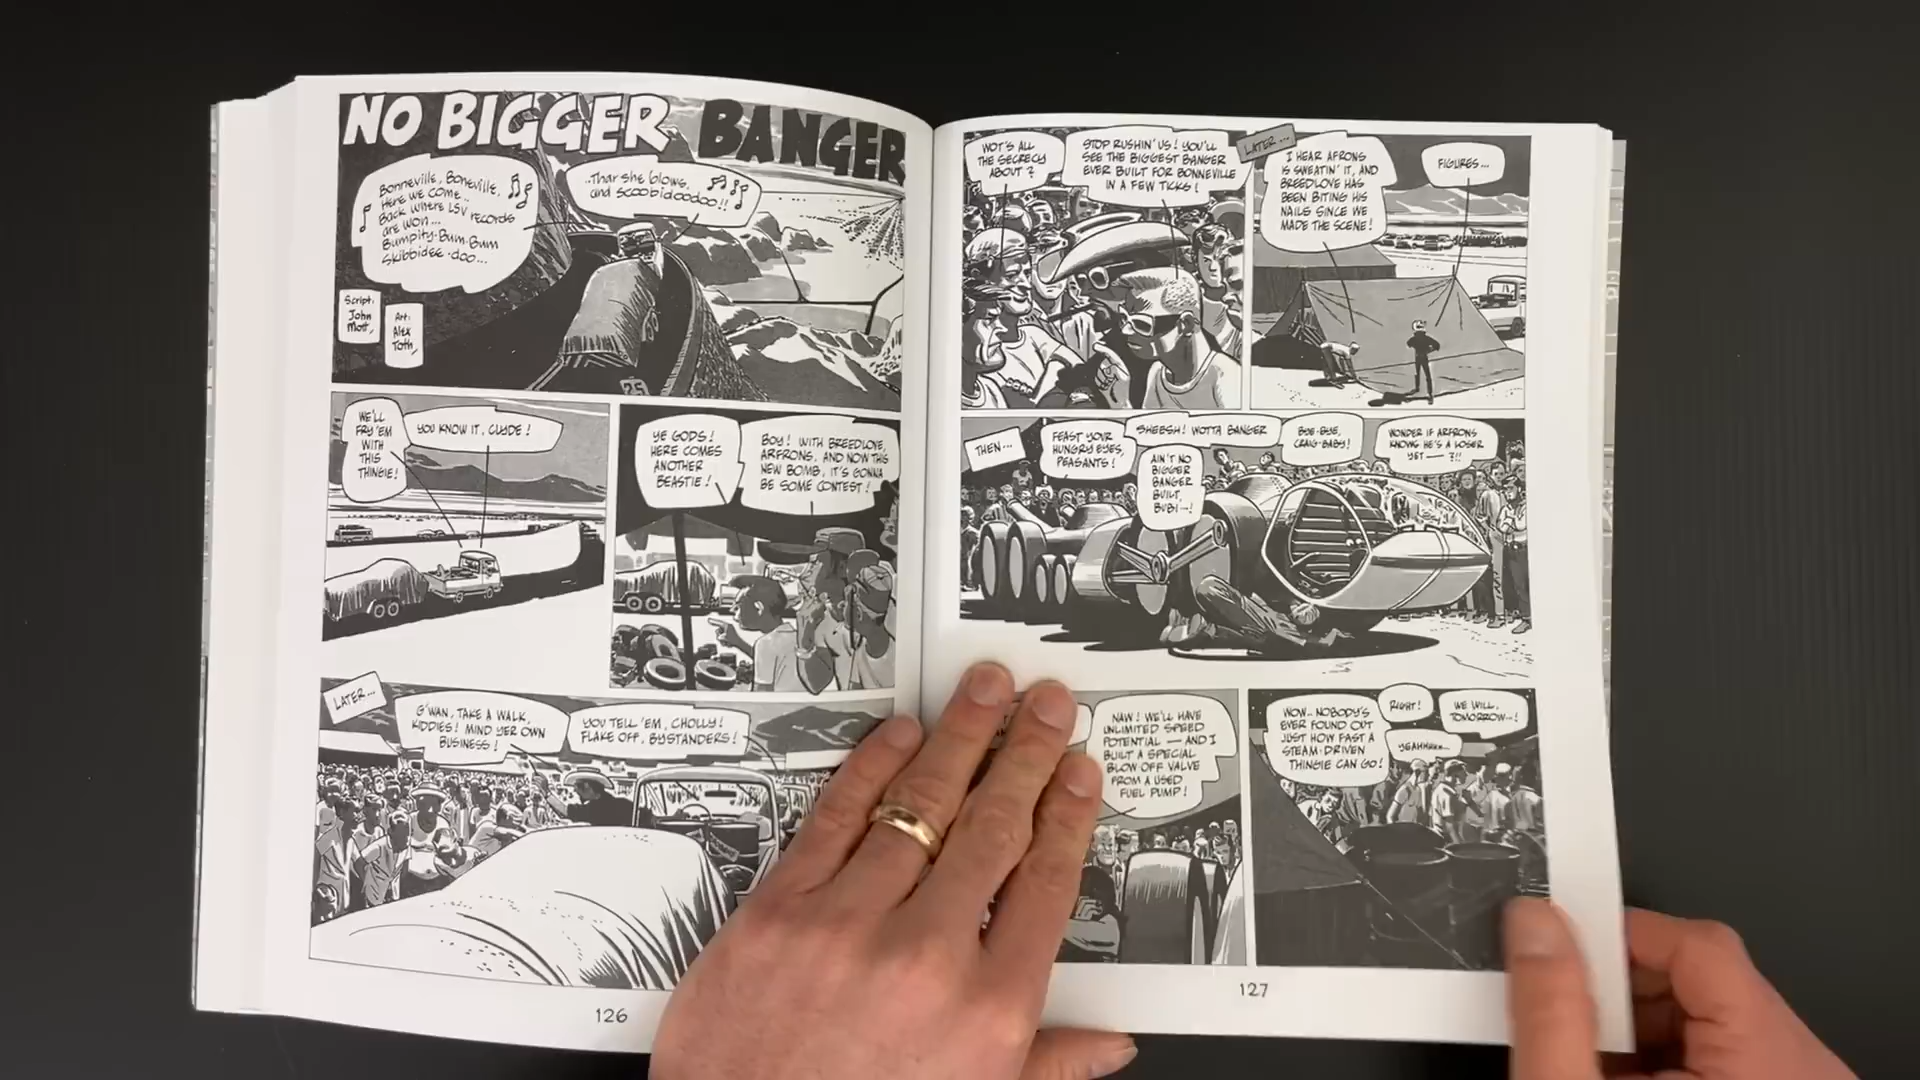 NO BIGGER BANGER
Bonneville, Boneville,
Here we come..
Back where LSV records
are won...
Bumpity-Bum-Bum
Skibbidee-doo...
..Thar she blows,
and scoobidoodoo!!
Script:
John
Mott,
Art:
Alex
Toth,
25
WE'LL
FRY 'EM
WITH
THIS
THINGIE!
YOU KNOW IT, CLYDE!
YE GODS!
HERE COMES
ANOTHER
BEASTIE!
BOY! WITH BREEDLOVE,
ARFRONS, AND NOW THIS
NEW BOMB, IT'S GONNA
BE SOME CONTEST!
LATER...
G'WAN, TAKE A WALK,
KIDDIES! MIND YER OWN
BUSINESS!
YOU TELL 'EM, CHOLLY!
FLAKE OFF, BYSTANDERS!
126
WOT'S ALL
THE SECRECY
ABOUT?
STOP RUSHIN' US! YOU'LL
SEE THE BIGGEST BANGER
EVER BUILT FOR BONNEVILLE
IN A FEW TICKS!
LATER...
I HEAR AFRONS
IS SWEATIN' IT, AND
BREEDLOVE HAS
BEEN BITING HIS
NAILS SINCE WE
MADE THE SCENE!
FIGURES...
THEN...
FEAST YOUR
HUNGRY EYES,
PEASANTS!
SHEESH! WOTTA BANGER
AIN'T NO
BIGGER
BANGER
BUILT,
BUBI—!
BYE-BYE,
CRAIG-BABY!
WONDER IF ARFRONS
KNOWS HE'S A LOSER
YET — ?!!
NAW! WE'LL HAVE
UNLIMITED SPEED
POTENTIAL — AND I
BUILT A SPECIAL
BLOW-OFF VALVE
FROM A USED
FUEL PUMP!
WOW.. NOBODY'S
EVER FOUND OUT
JUST HOW FAST A
STEAM-DRIVEN
THINGIE CAN GO!
RIGHT!
YEAHHHH...
WE WILL,
TOMORROW...!
127